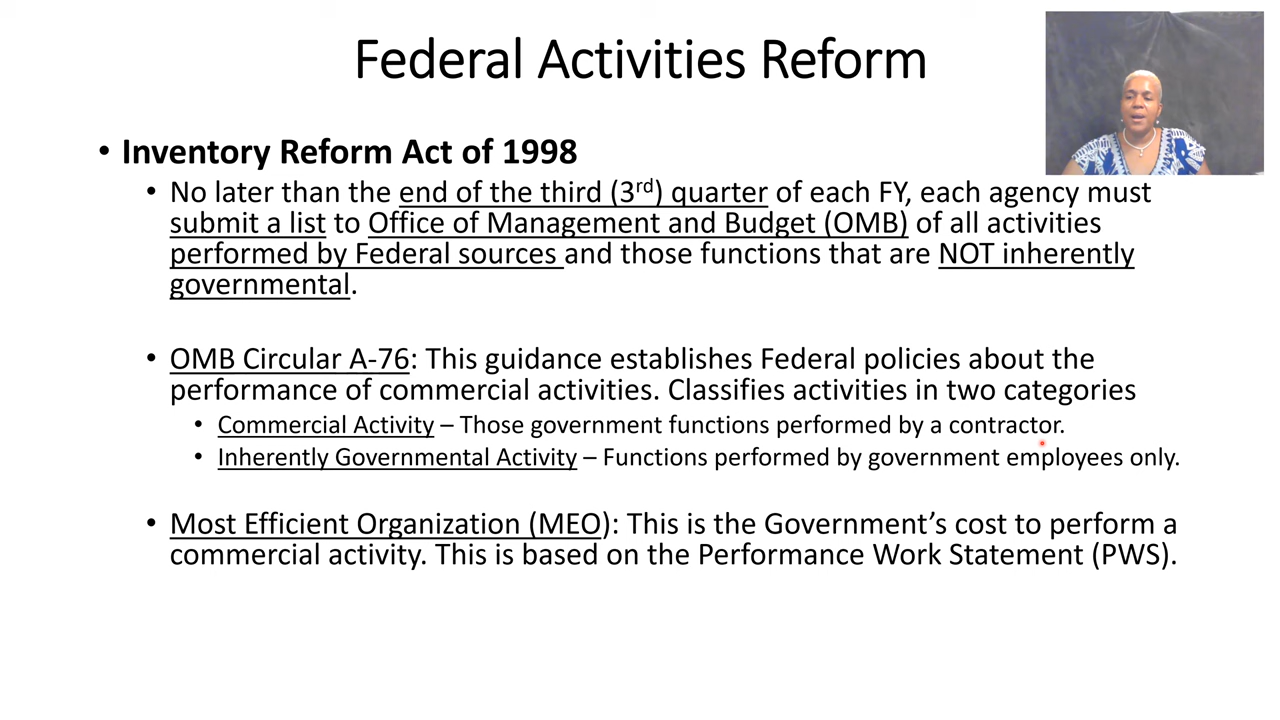 Federal Activities Reform
• Inventory Reform Act of 1998
• No later than the end of the third (3rd) quarter of each FY, each agency must
submit a list to Office of Management and Budget (OMB) of all activities
performed by Federal sources and those functions that are NOT inherently
governmental.
• OMB Circular A-76: This guidance establishes Federal policies about the
performance of commercial activities. Classifies activities in two categories
• Commercial Activity – Those government functions performed by a contractor.
• Inherently Governmental Activity – Functions performed by government employees only.
• Most Efficient Organization (MEO): This is the Government’s cost to perform a
commercial activity. This is based on the Performance Work Statement (PWS).